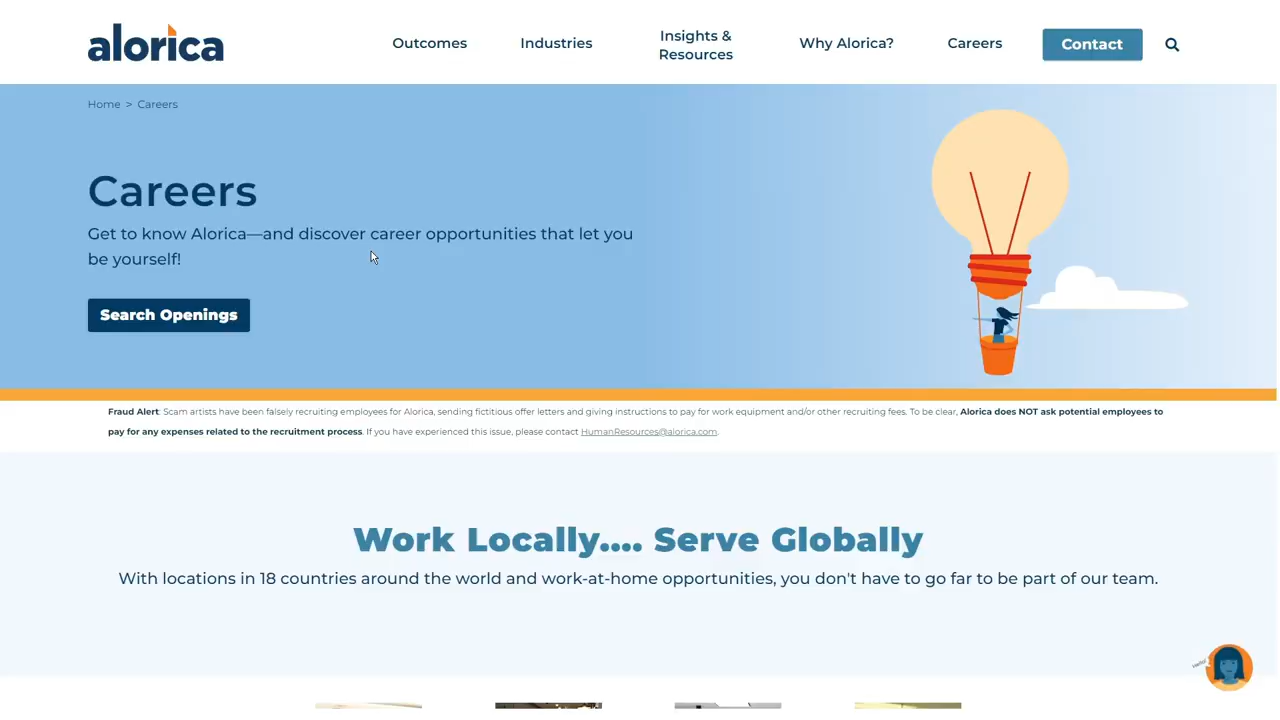 alorica
Outcomes
Industries
Insights &
Resources
Why Alorica?
Careers
Contact
Home > Careers
Careers
Get to know Alorica—and discover career opportunities that let you
be yourself!
Search Openings
Fraud Alert: Scam artists have been falsely recruiting employees for Alorica, sending fictitious offer letters and giving instructions to pay for work equipment and/or other recruiting fees. To be clear, Alorica does NOT ask potential employees to
pay for any expenses related to the recruitment process. If you have experienced this issue, please contact HumanResources@alorica.com.
Work Locally.... Serve Globally
With locations in 18 countries around the world and work-at-home opportunities, you don't have to go far to be part of our team.
Hello!